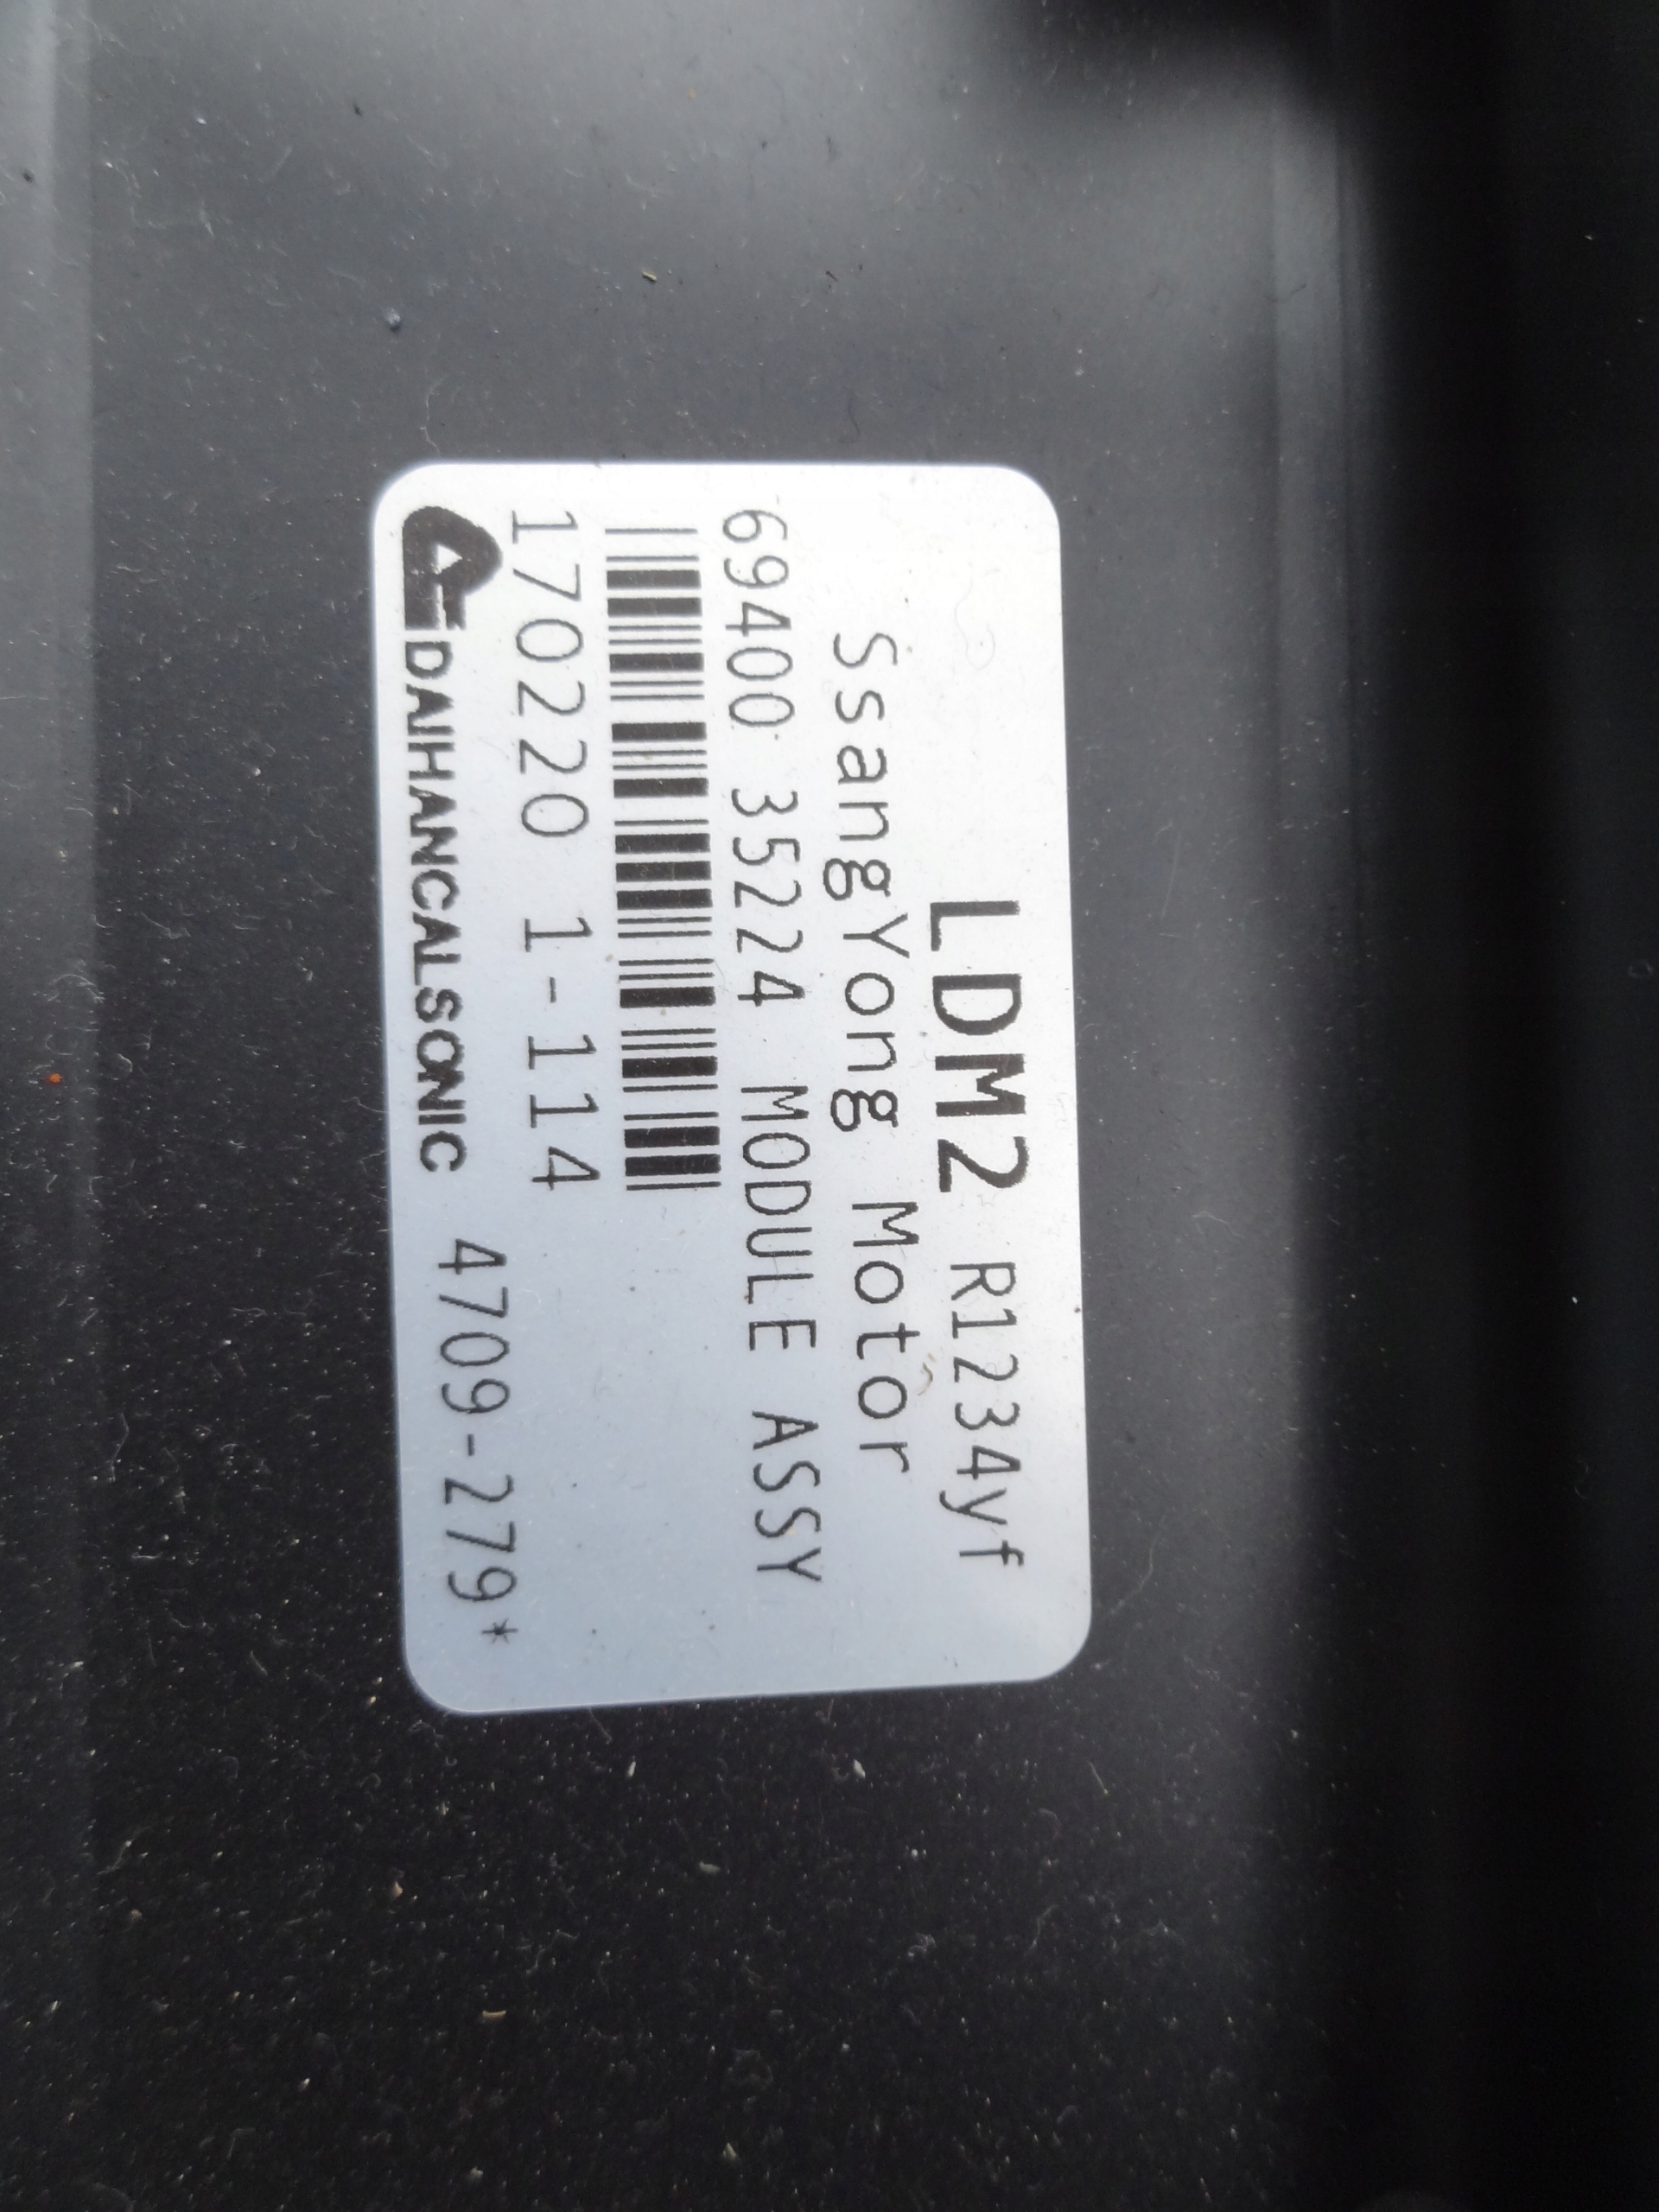 LDM2 R1234yf
SsangYong Motor
69400 35224 MODULE ASSY
170220 1-114
DAIHANCALSONIC 4709-279*